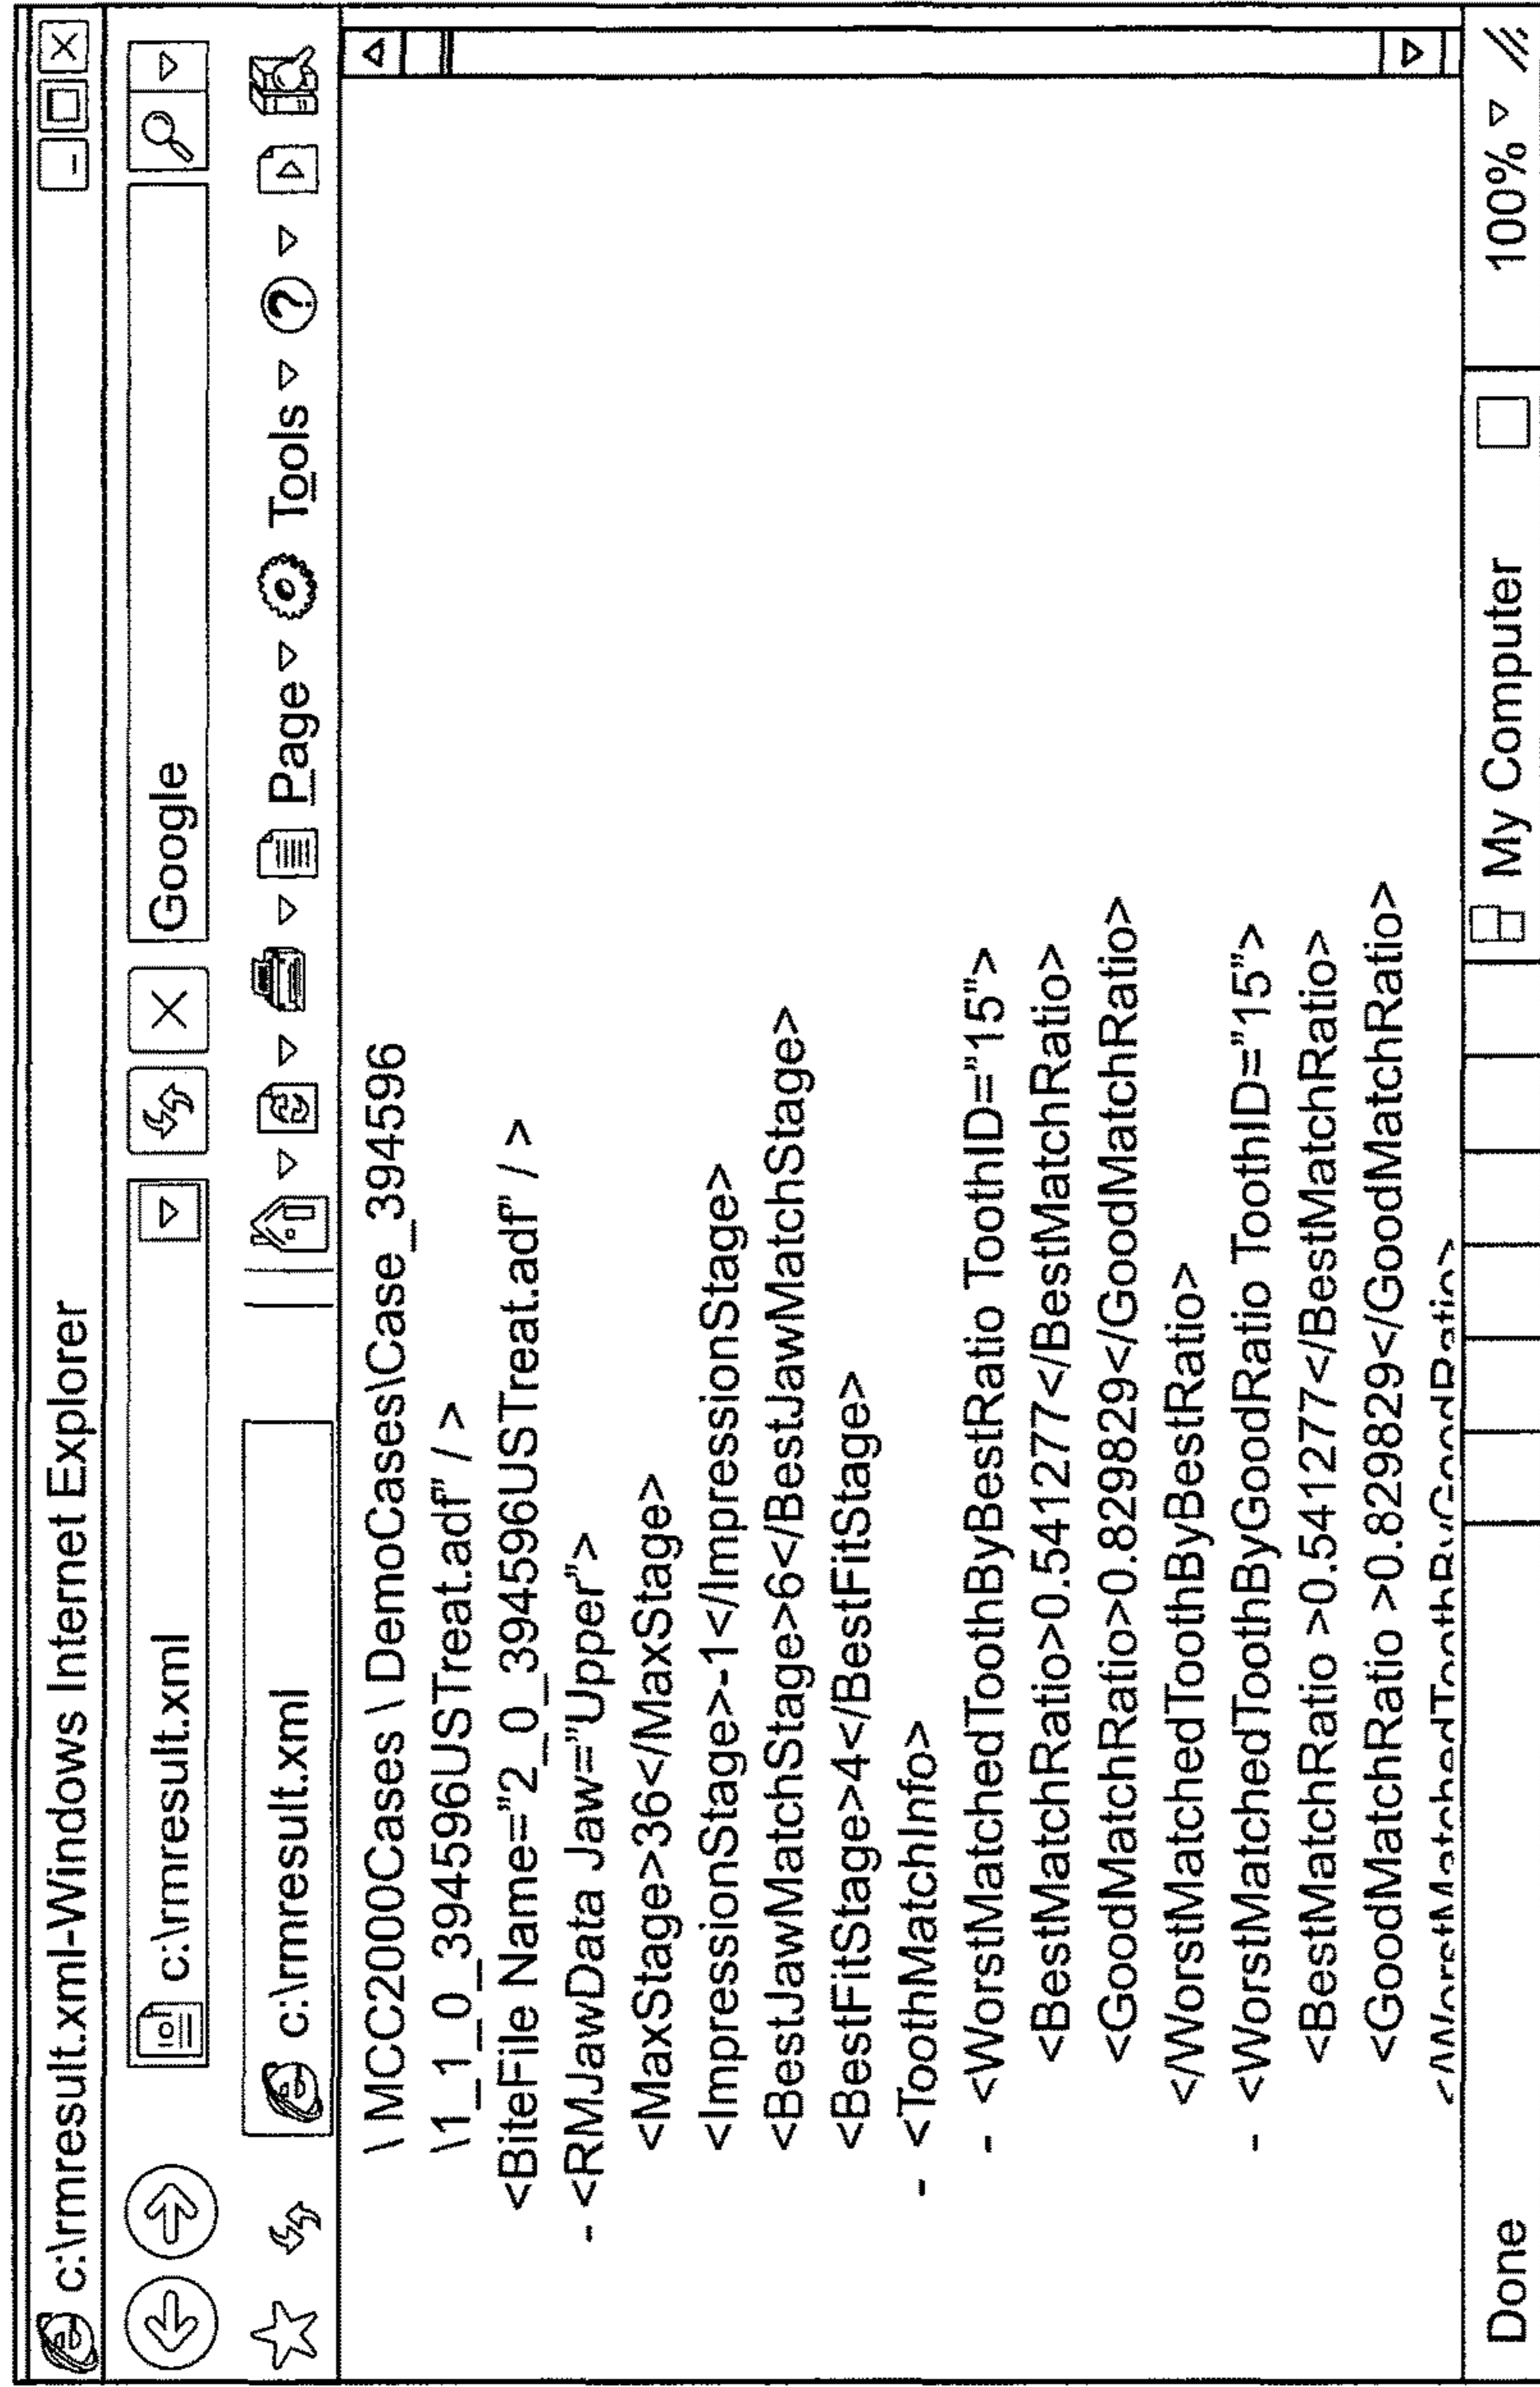 c:\rmresult.xml-Windows Internet Explorer
c:\rmresult.xml Google
c:\rmresult.xml Page Tools
\ MCC2000Cases \ DemoCases\Case_394596
\1_1_0_394596USTreat.adf" / >
<BiteFile Name="2_0_394596USTreat.adf" / >
- <RMJawData Jaw="Upper">
<MaxStage>36</MaxStage>
<ImpressionStage>-1</ImpressionStage>
<BestJawMatchStage>6</BestJawMatchStage>
<BestFitStage>4</BestFitStage>
- <ToothMatchInfo>
- <WorstMatchedToothByBestRatio ToothID="15">
<BestMatchRatio>0.541277</BestMatchRatio>
<GoodMatchRatio>0.829829</GoodMatchRatio>
</WorstMatchedToothByBestRatio>
- <WorstMatchedToothByGoodRatio ToothID="15">
<BestMatchRatio >0.541277</BestMatchRatio>
<GoodMatchRatio >0.829829</GoodMatchRatio>
</WorstMatchedToothByGoodRatio>
Done My Computer 100%